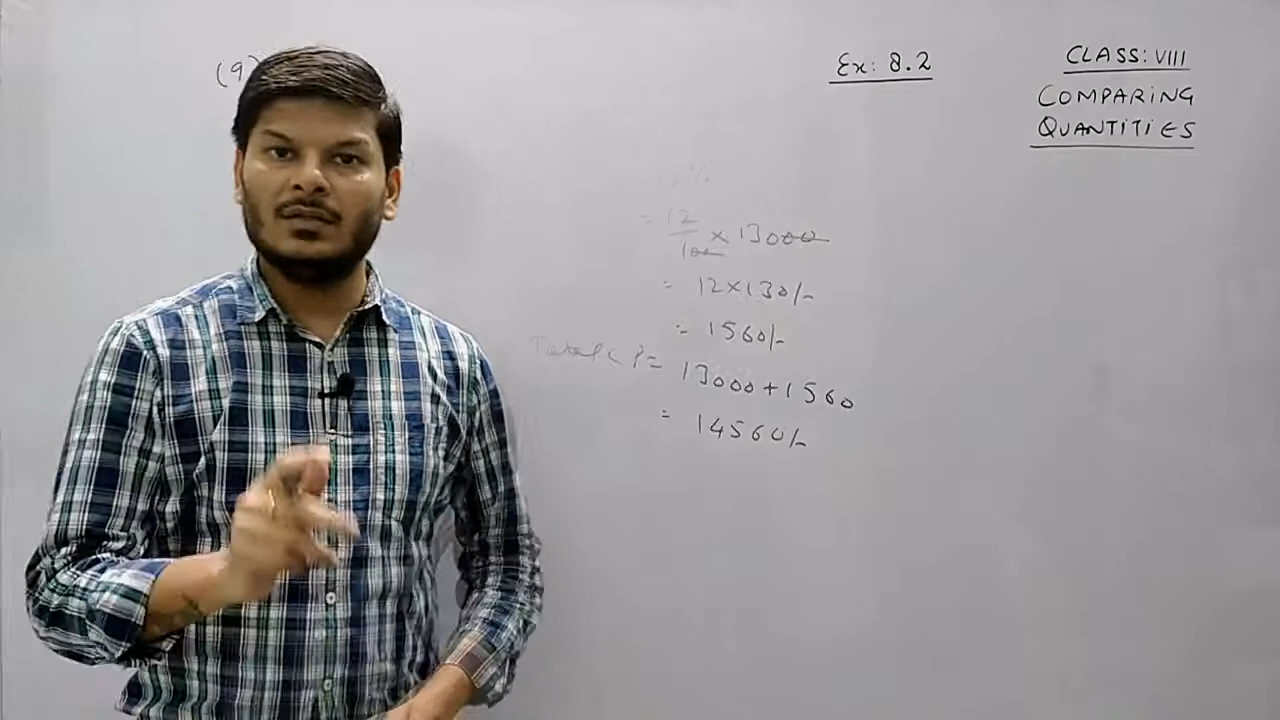 (9)
Ex: 8.2
CLASS: VIII
COMPARING
QUANTITIES
12%
= 12/100 × 13000
= 12×130/-
= 1560/-
Total C P = 13000+1560
= 14560/-